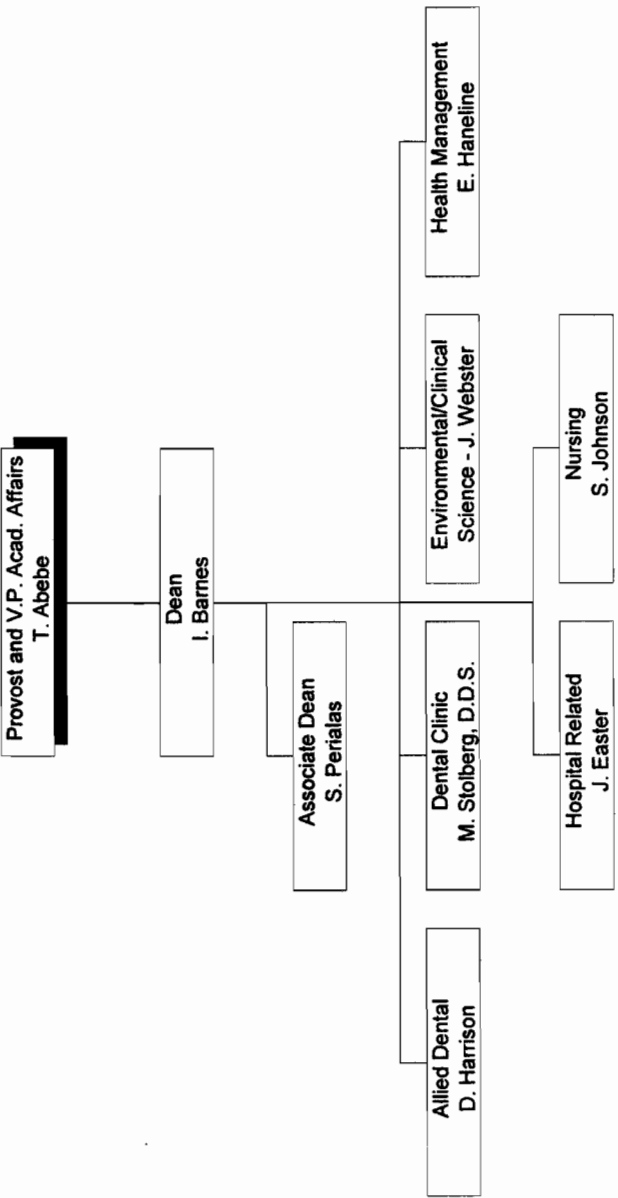 Provost and V.P. Acad. Affairs
T. Abebe
Dean
I. Barnes
Associate Dean
S. Perialas
Allied Dental
D. Harrison
Dental Clinic
M. Stolberg, D.D.S.
Environmental/Clinical
Science - J. Webster
Health Management
E. Haneline
Hospital Related
J. Easter
Nursing
S. Johnson